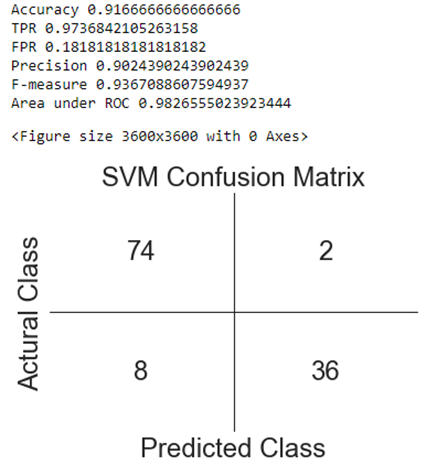 Accuracy 0.9166666666666666
TPR 0.9736842105263158
FPR 0.18181818181818182
Precision 0.9024390243902439
F-measure 0.9367088607594937
Area under ROC 0.9826555023923444
<Figure size 3600x3600 with 0 Axes>
SVM Confusion Matrix
Actural Class
74 2
8 36
Predicted Class